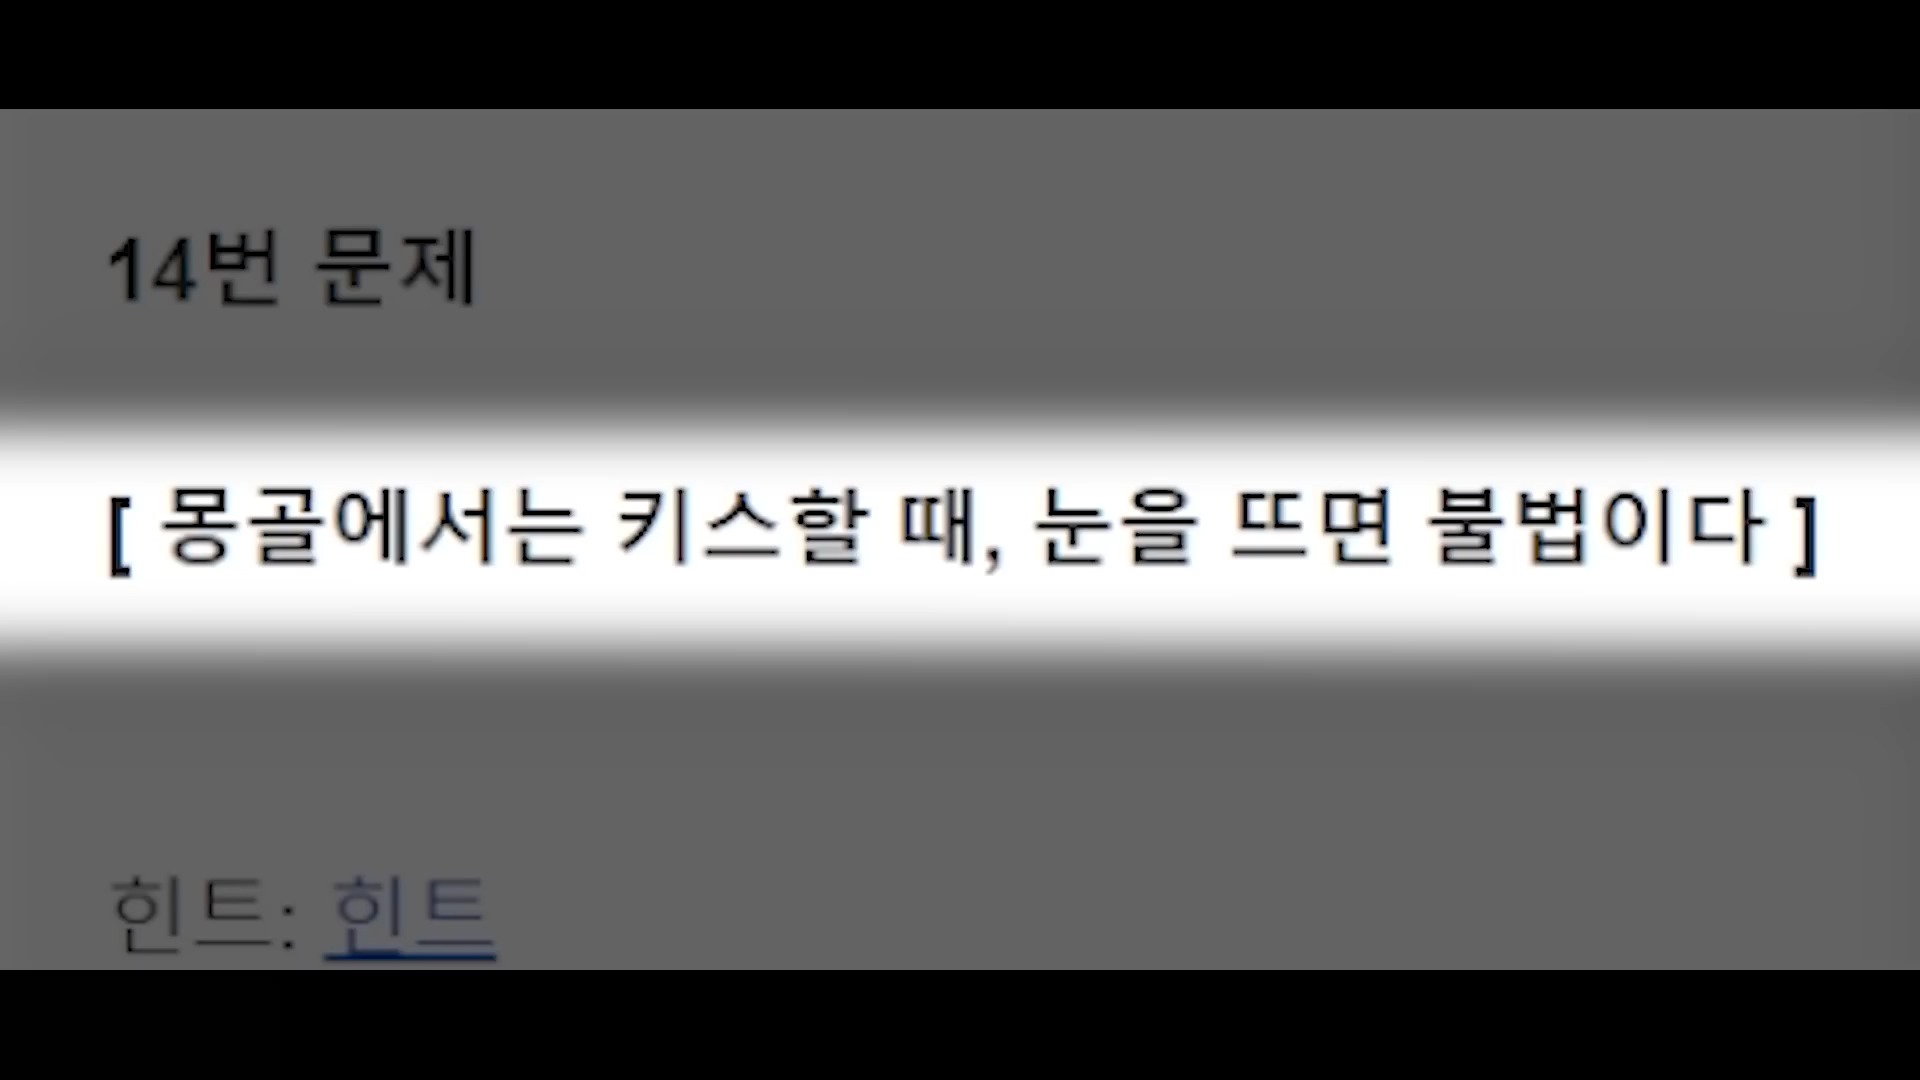 14번 문제
[ 몽골에서는 키스할 때, 눈을 뜨면 불법이다 ]
힌트: 힌트